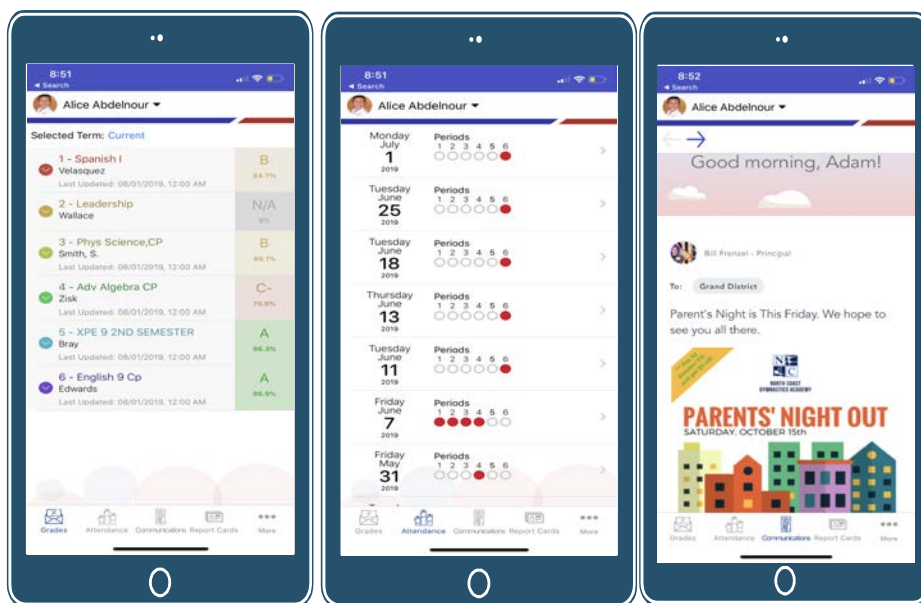 8:51
Search
Alice Abdelnour
Selected Term: Current
1 - Spanish I
B
Velasquez
84.7%
Last Updated: 08/01/2019, 12:00 AM
2 - Leadership
N/A
Wallace
0%
3 - Phys Science,CP
B
Smith, S.
Last Updated: 08/01/2019, 12:00 AM
4 - Adv Algebra CP
C-
Zisk
70.6%
Last Updated: 08/01/2019, 12:00 AM
5 - XPE 9 2ND SEMESTER
A
Bray
96.3%
Last Updated: 08/01/2019, 12:00 AM
6 - English 9 Cp
A
Edwards
Last Updated: 08/01/2019, 12:00 AM
Grades Attendance Communications Report Cards More
8:51
Search
Alice Abdelnour
Monday
July
1
2019
Periods
1 2 3 4 5 6
Tuesday
June
25
2019
Periods
1 2 3 4 5 6
Tuesday
June
18
2019
Periods
1 2 3 4 5 6
Thursday
June
13
2019
Periods
1 2 3 4 5 6
Tuesday
June
11
2019
Periods
1 2 3 4 5 6
Friday
June
7
2019
Periods
1 2 3 4 5 6
Friday
May
31
2019
Periods
1 2 3 4 5 6
Grades Attendance Communications Report Cards More
8:52
Search
Alice Abdelnour
Good morning, Adam!
Bill Frenzel - Principal
To: Grand District
Parent's Night is This Friday. We hope to
see you all there.
NORTH COAST
GYMNASTICS ACADEMY
PARENTS' NIGHT OUT
SATURDAY, OCTOBER 15th
Grades Attendance Communications Report Cards More